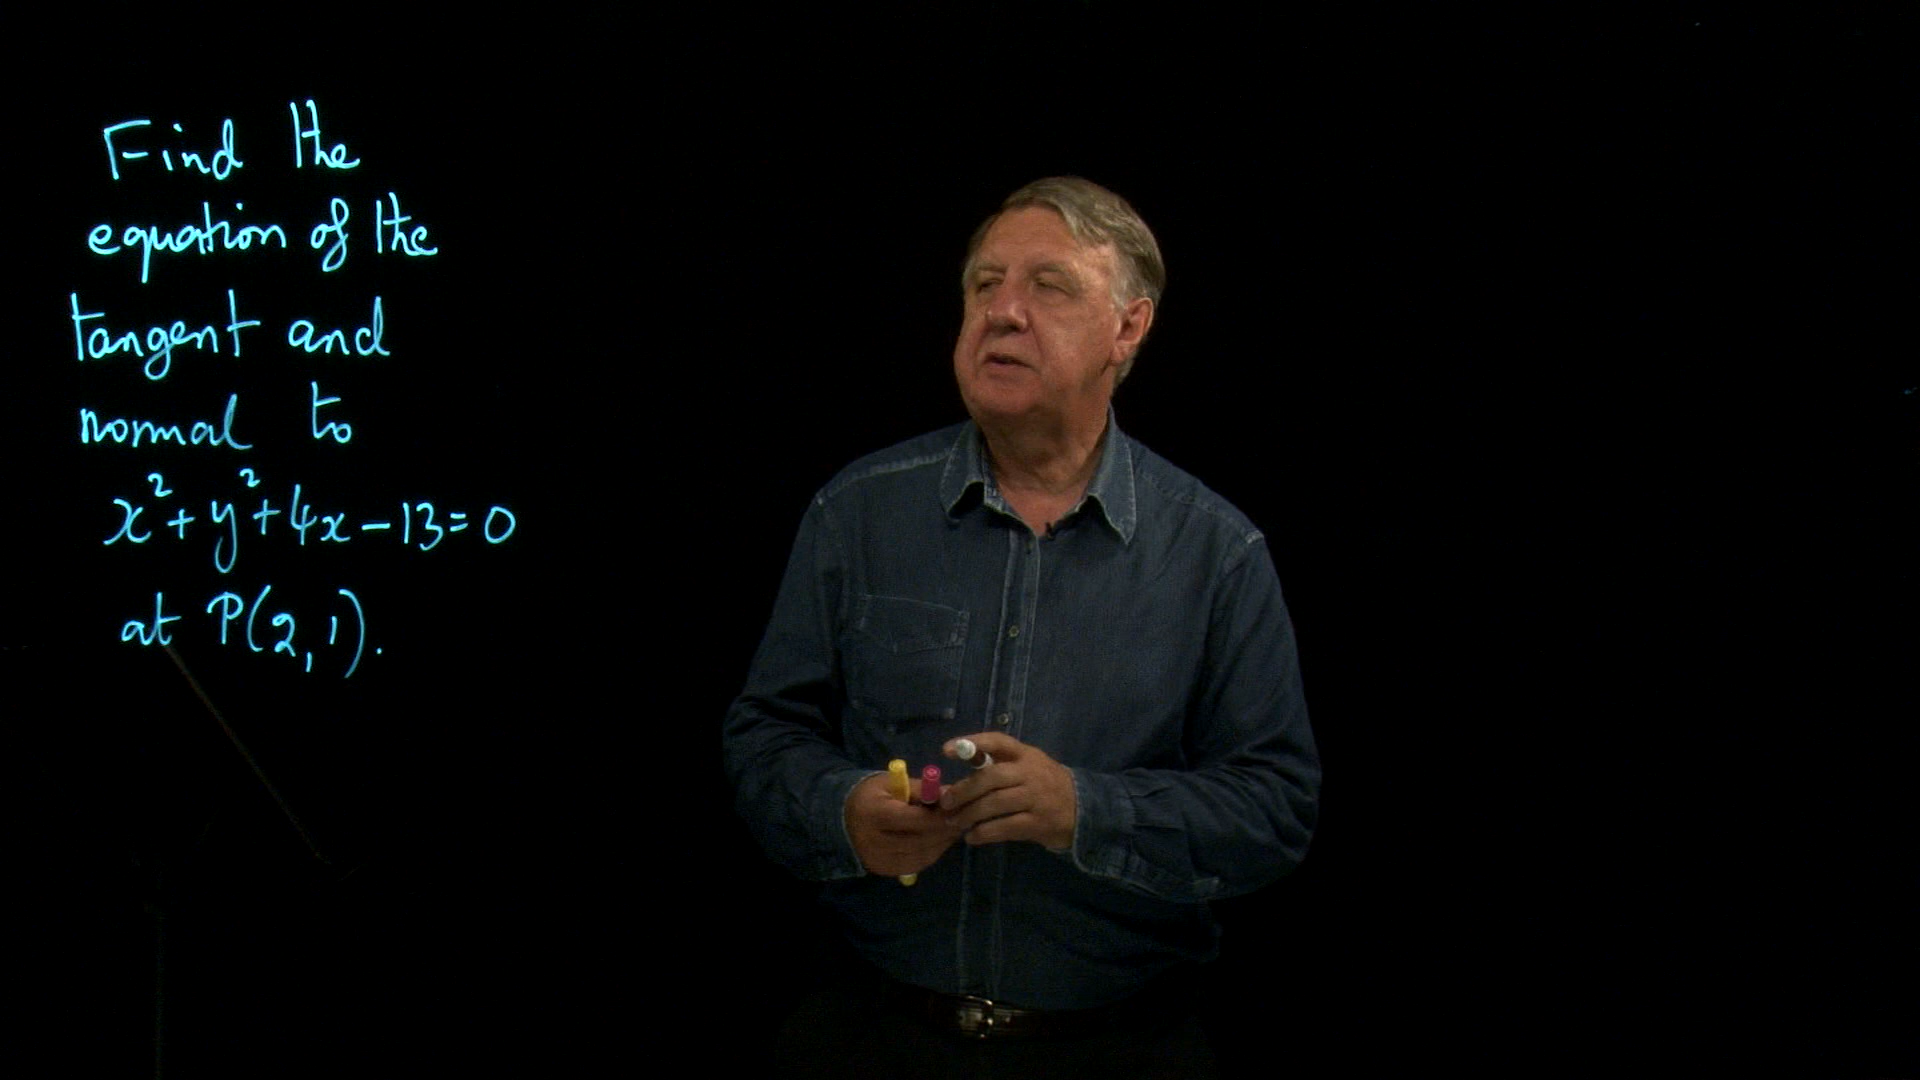 Find the
equation of the
tangent and
normal to
x²+y²+4x-13=0
at P(2,1).